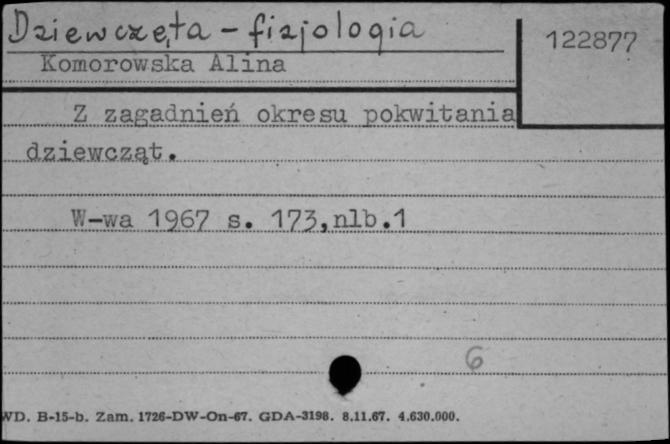 Dziewczęta - fizjologia
122877
Komorowska Alina
Z zagadnień okresu pokwitania
dziewcząt.
W-wa 1967 s. 173,nlb.1
6
WD. B-15-b. Zam. 1726-DW-On-67. GDA-3198. 8.11.67. 4.630.000.